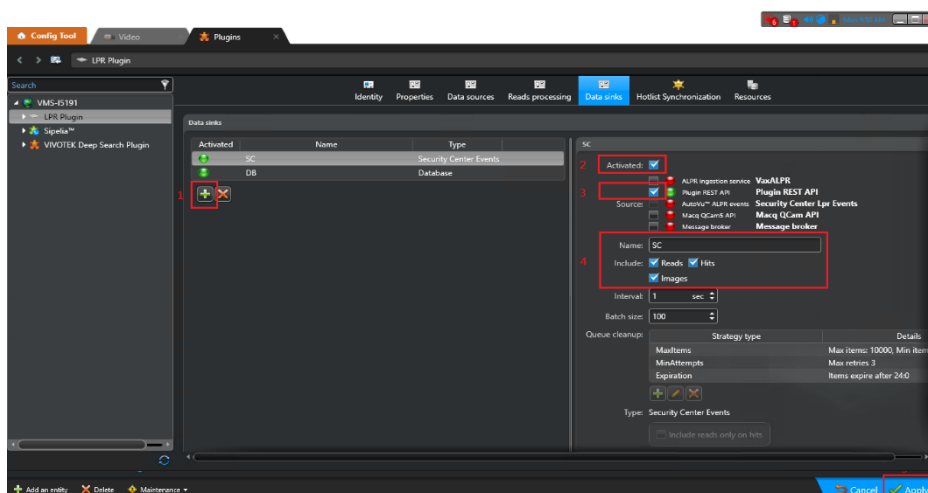 Config Tool
Video
Plugins
LPR Plugin
Search
VMS-I5191
LPR Plugin
Sipelia™
VIVOTEK Deep Search Plugin
Identity
Properties
Data sources
Reads processing
Data sinks
Hotlist Synchronization
Resources
Data sinks
Activated Name Type
SC Security Center Events
DB Database
1
SC
2 Activated:
ALPR ingestion service VaxALPR
3 Plugin REST API Plugin REST API
Source: AutoVu™ ALPR events Security Center Lpr Events
Macq QCamS API Macq QCam API
Message broker Message broker
Name: SC
4 Include: Reads Hits
Images
Interval: 1 sec
Batch size: 100
Queue cleanup: Strategy type Details
MaxItems Max items: 10000, Min item
MinAttempts Max retries 3
Expiration Items expire after 24:0
Type: Security Center Events
Include reads only on hits
Add an entity Delete Maintenance
Cancel Apply